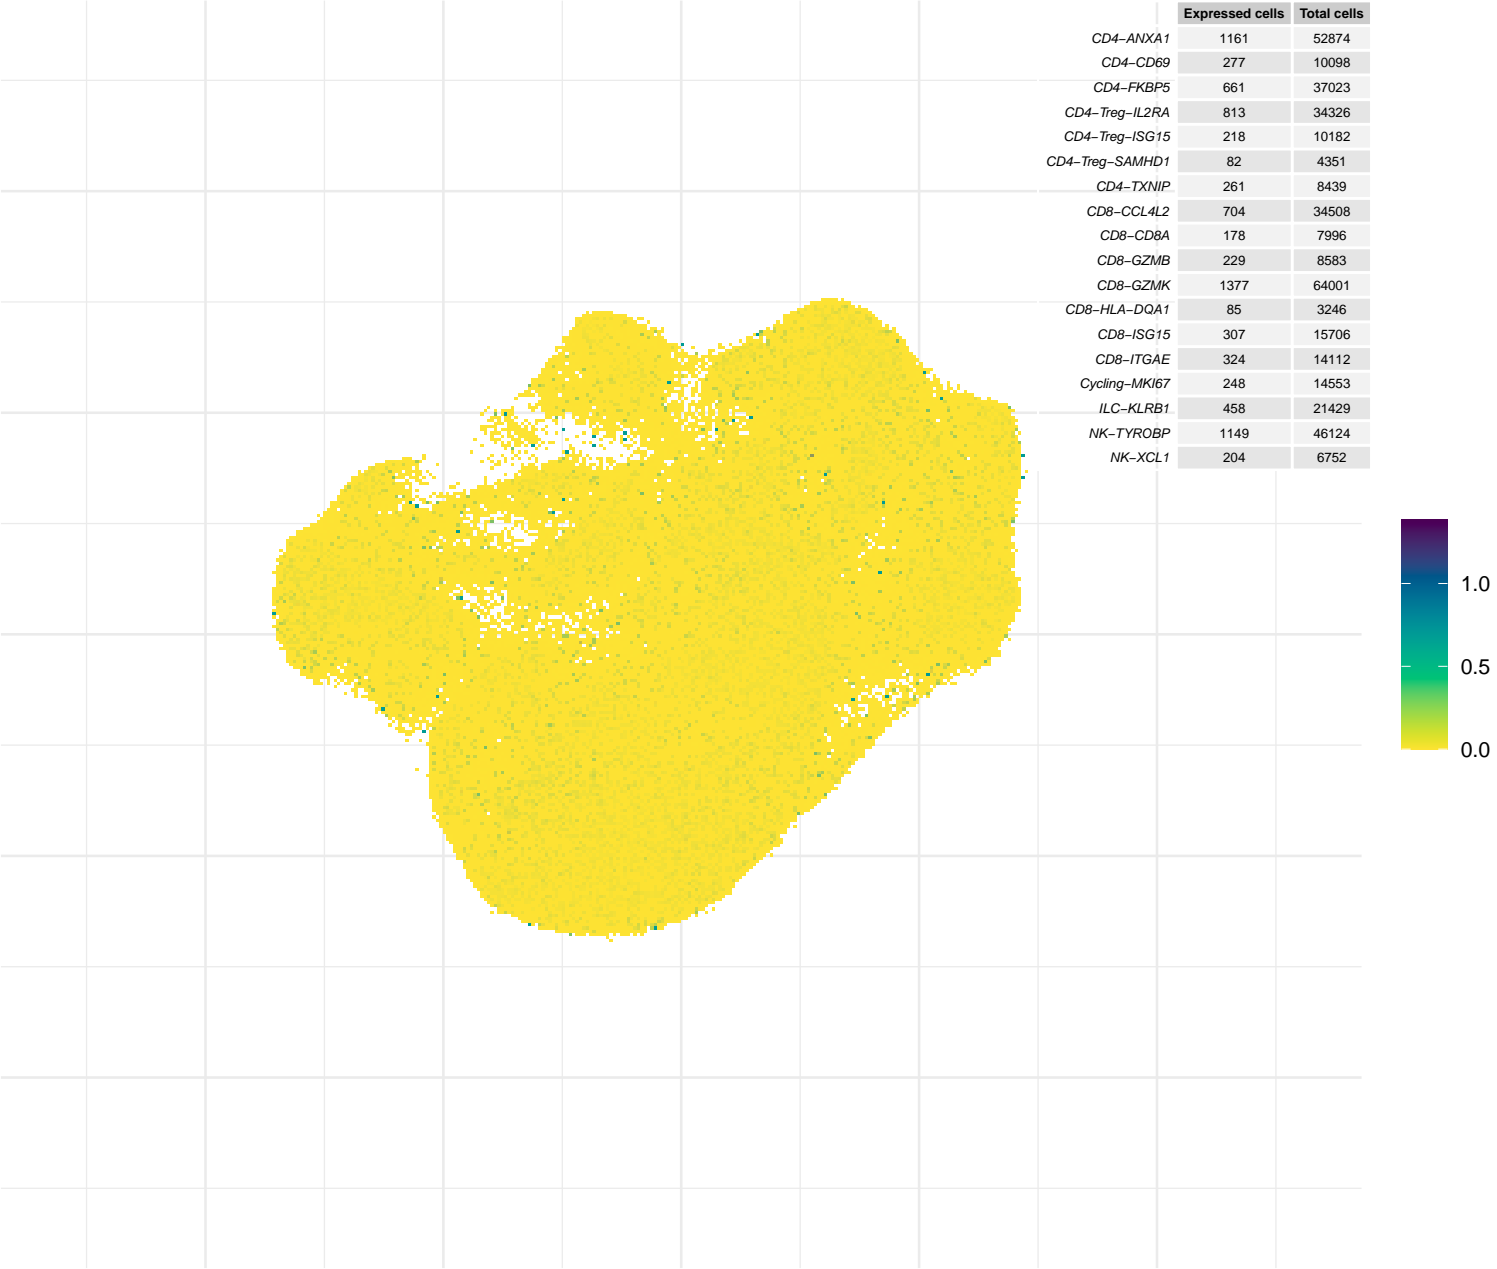 Expressed cells Total cells
CD4−ANXA1 1161 52874
CD4−CD69 277 10098
CD4−FKBP5 661 37023
CD4−Treg−IL2RA 813 34326
CD4−Treg−ISG15 218 10182
CD4−Treg−SAMHD1 82 4351
CD4−TXNIP 261 8439
CD8−CCL4L2 704 34508
CD8−CD8A 178 7996
CD8−GZMB 229 8583
CD8−GZMK 1377 64001
CD8−HLA−DQA1 85 3246
CD8−ISG15 307 15706
CD8−ITGAE 324 14112
Cycling−MKI67 248 14553
ILC−KLRB1 458 21429
NK−TYROBP 1149 46124
NK−XCL1 204 6752
1.0
0.5
0.0